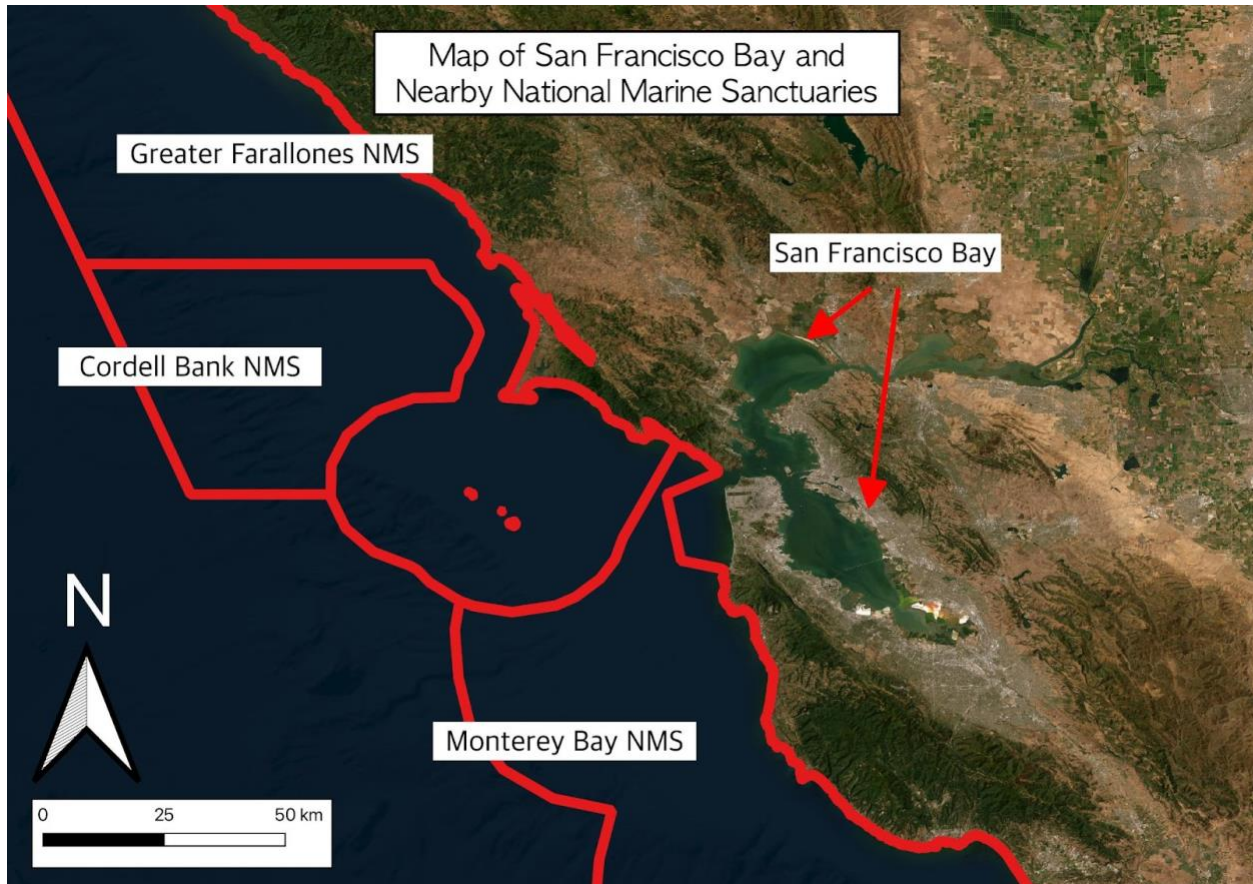 Map of San Francisco Bay and
Nearby National Marine Sanctuaries
Greater Farallones NMS
San Francisco Bay
Cordell Bank NMS
N
Monterey Bay NMS
0 25 50 km